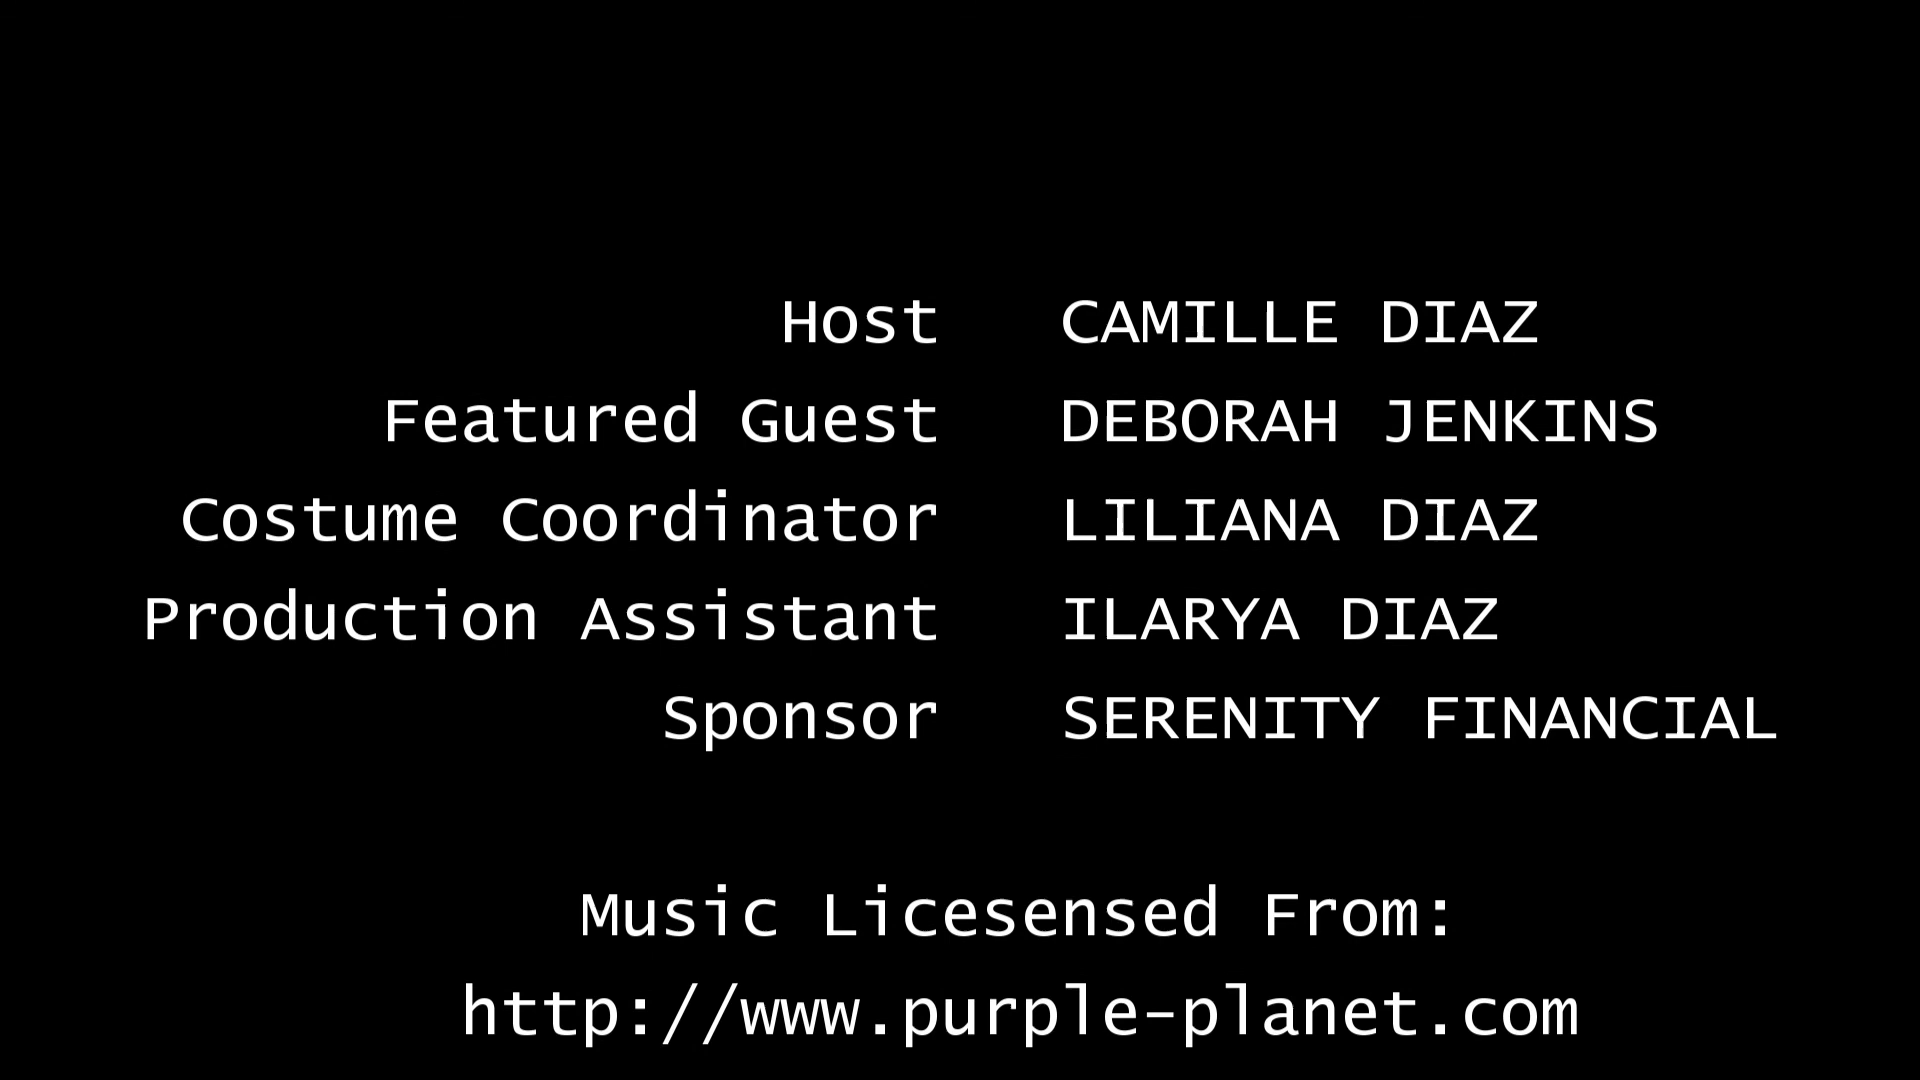 Host CAMILLE DIAZ
Featured Guest DEBORAH JENKINS
Costume Coordinator LILIANA DIAZ
Production Assistant ILARYA DIAZ
Sponsor SERENITY FINANCIAL
Music Licesensed From:
http://www.purple-planet.com